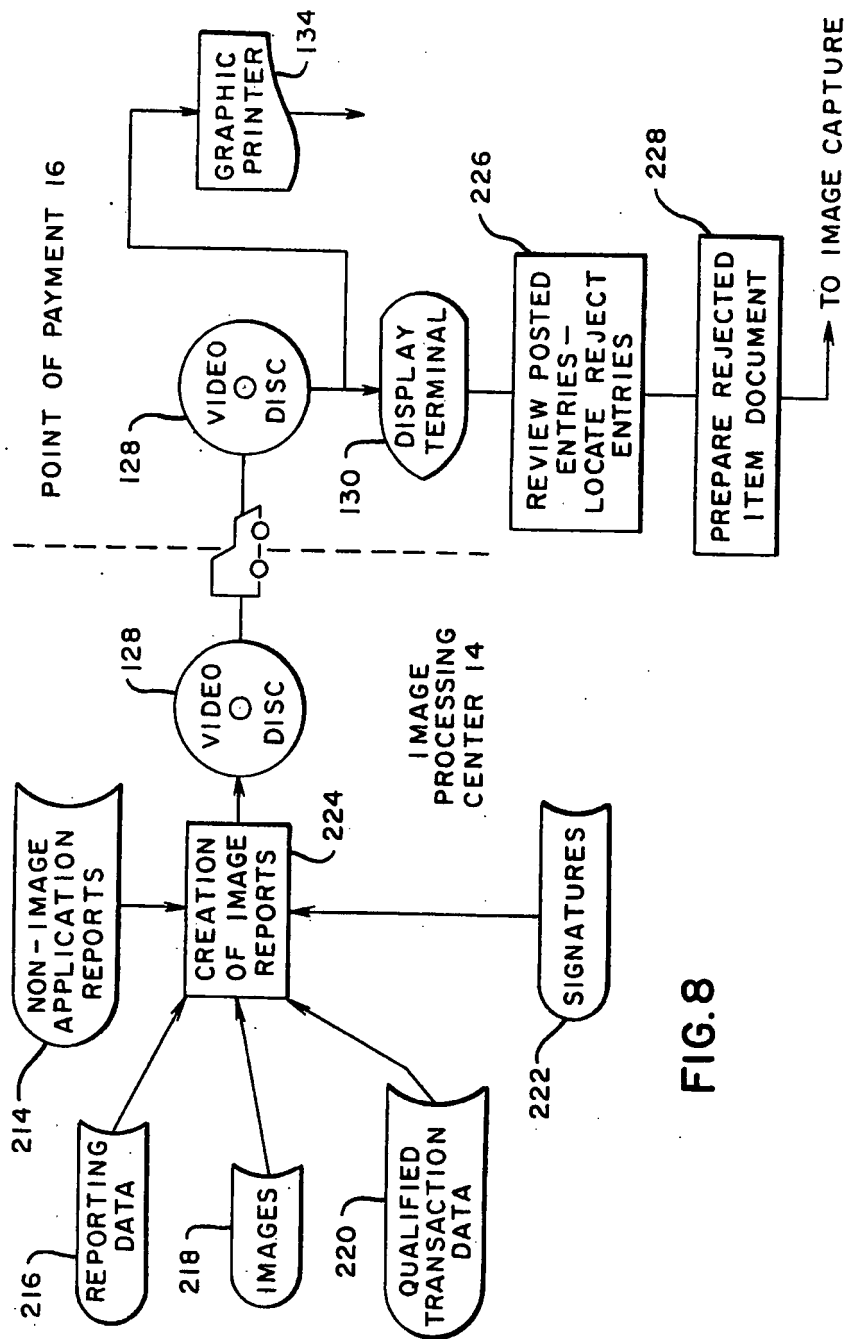 214
NON-IMAGE
APPLICATION
REPORTS
216
REPORTING
DATA
218
IMAGES
220
QUALIFIED
TRANSACTION
DATA
222
SIGNATURES
CREATION
OF IMAGE
REPORTS
224
128
VIDEO
DISC
IMAGE
PROCESSING
CENTER 14
POINT OF PAYMENT 16
128
VIDEO
DISC
GRAPHIC
PRINTER
134
130
DISPLAY
TERMINAL
226
REVIEW POSTED
ENTRIES—
LOCATE REJECT
ENTRIES
228
PREPARE REJECTED
ITEM DOCUMENT
TO IMAGE CAPTURE
FIG. 8